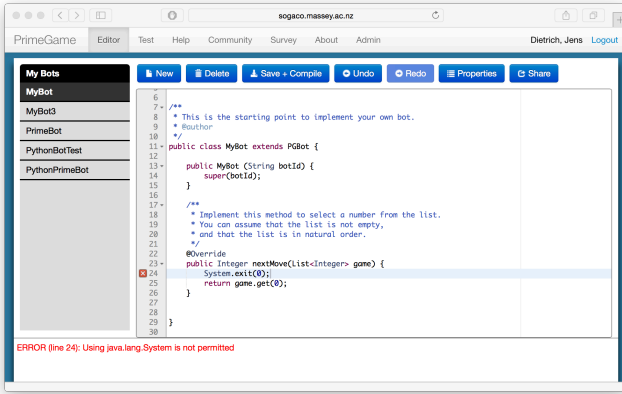 sogaco.massey.ac.nz
PrimeGame Editor Test Help Community Survey About Admin Dietrich, Jens Logout
My Bots
MyBot
MyBot3
PrimeBot
PythonBotTest
PythonPrimeBot
New Delete Save + Compile Undo Redo Properties Share
6
7 /**
8 * This is the starting point to implement your own bot.
9 * @author
10 */
11 public class MyBot extends PGBot {
12
13 public MyBot (String botId) {
14 super(botId);
15 }
16
17 /**
18 * Implement this method to select a number from the list.
19 * You can assume that the list is not empty,
20 * and that the list is in natural order.
21 */
22 @Override
23 public Integer nextMove(List<Integer> game) {
24 System.exit(0);
25 return game.get(0);
26 }
27
28
29 }
30
ERROR (line 24): Using java.lang.System is not permitted